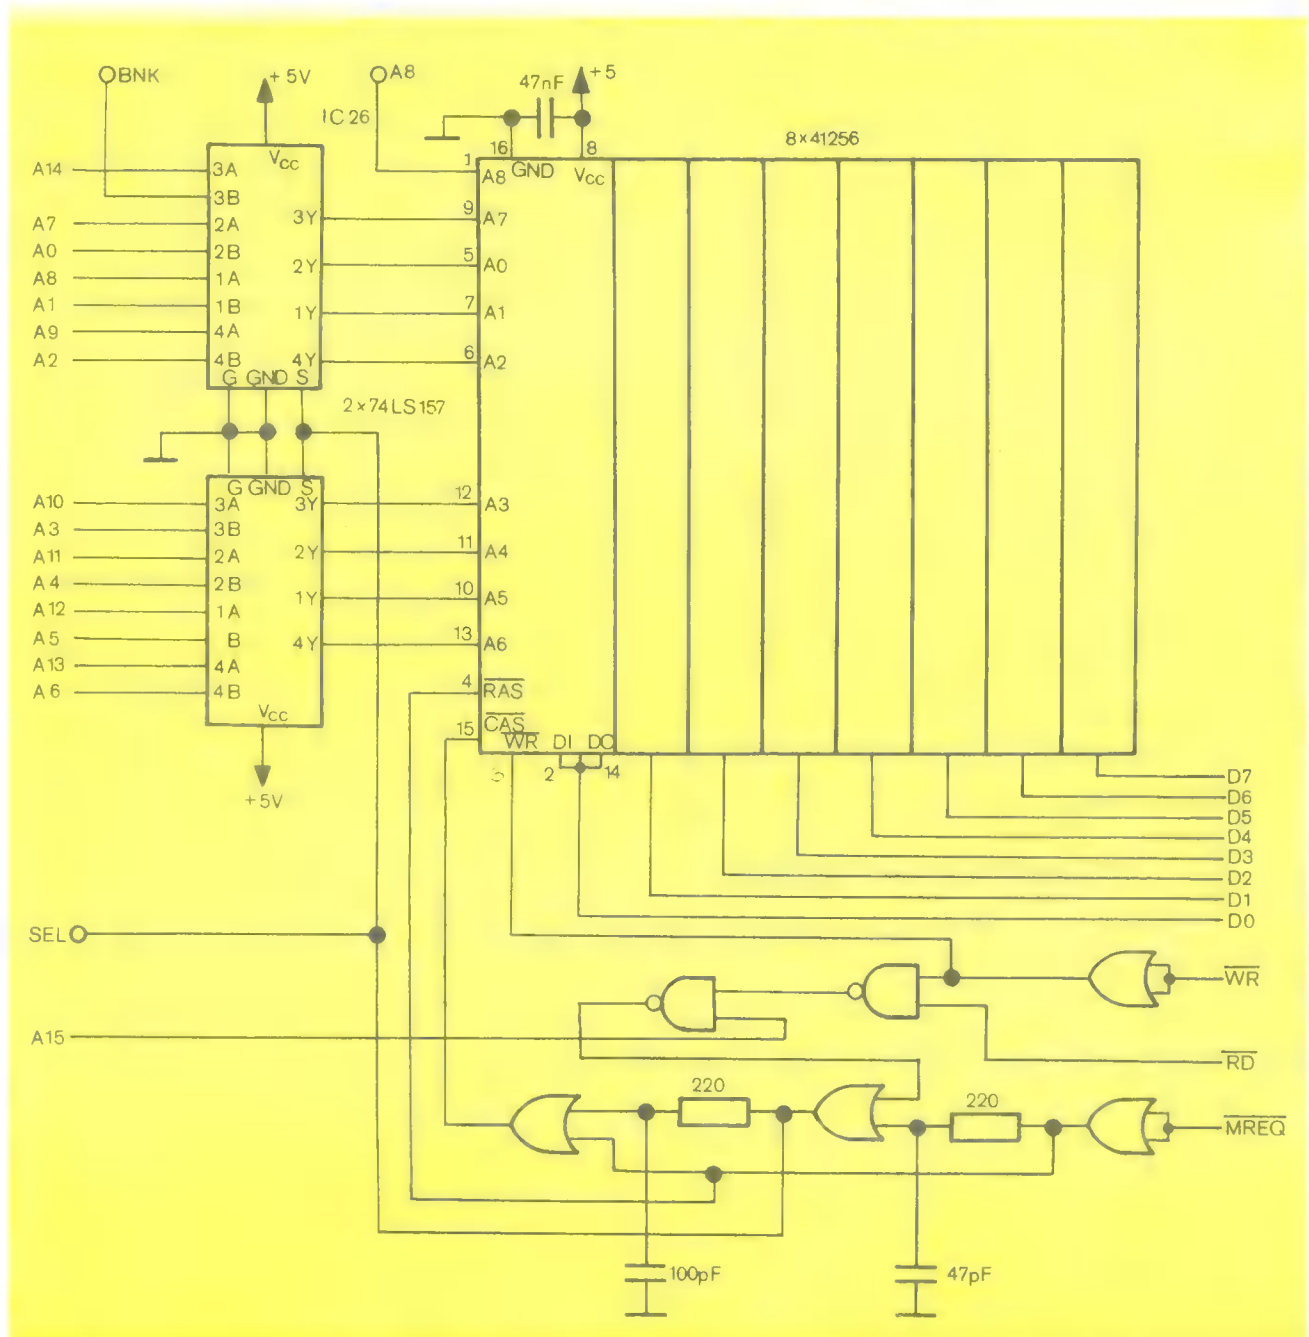 BNK
+5V
A8
47nF
+5
IC26
8×41256
VCC
16
GND
8
VCC
1
A8
A14
3A
3B
A7
2A
3Y
9
A7
A0
2B
2Y
5
A0
A8
1A
A1
1B
1Y
7
A1
A9
4A
A2
4B
4Y
6
A2
G GND S
2×74LS157
G GND S
A10
3A
3Y
12
A3
A3
3B
A11
2A
2Y
11
A4
A4
2B
A12
1A
1Y
10
A5
A5
B
4Y
13
A6
A13
4A
A6
4B
4
RAS
VCC
15
CAS
WR
DI
DO
2
14
+5V
D7
D6
D5
D4
D3
D2
D1
D0
SEL
WR
A15
RD
220
220
MREQ
100pF
47pF